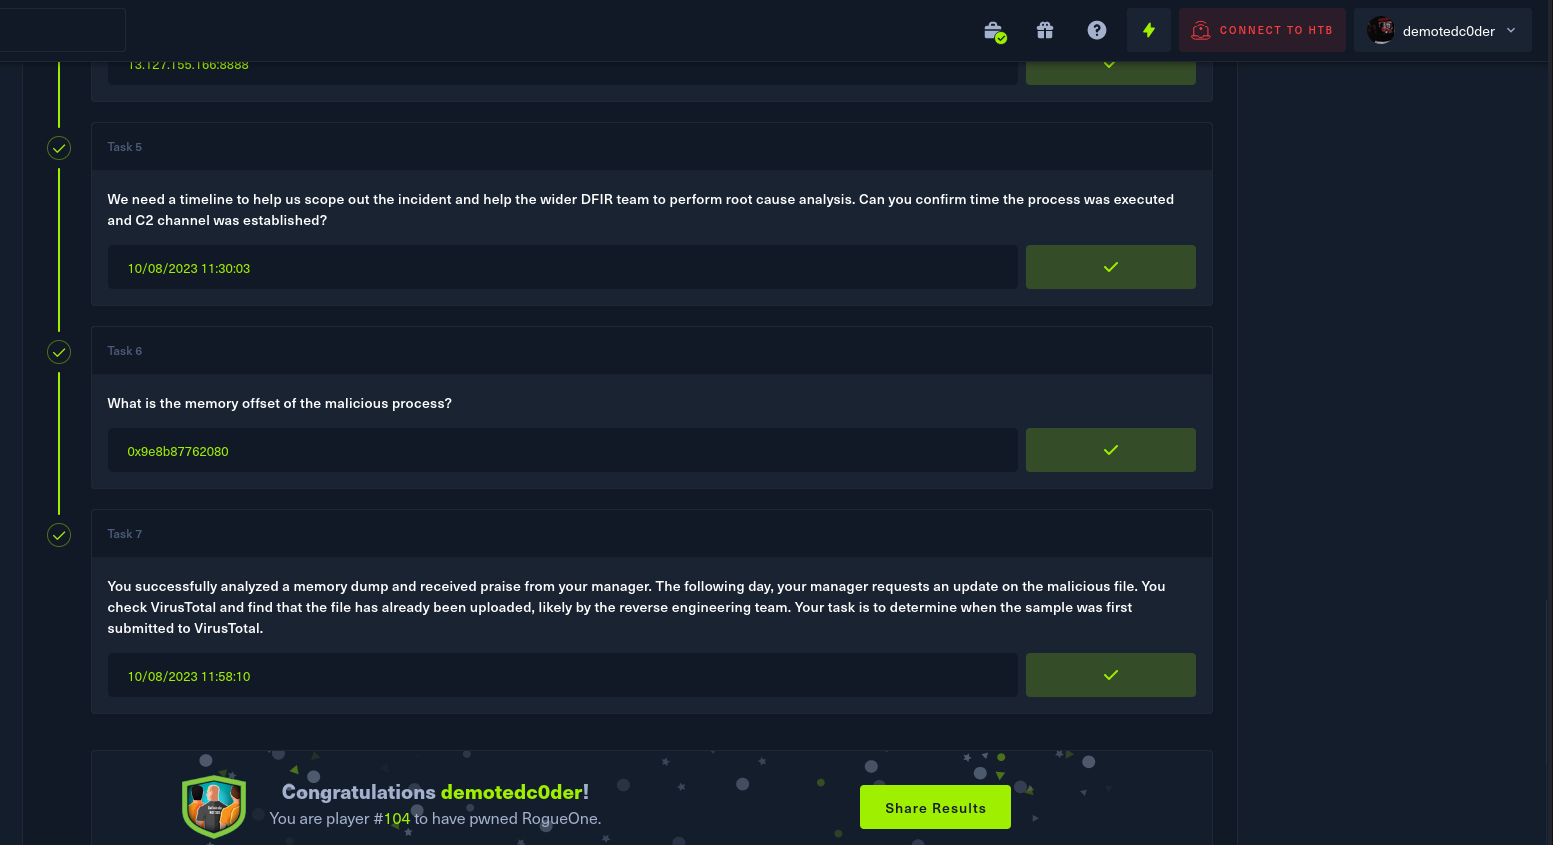 CONNECT TO HTB
demotedc0der
13.127.155.166:8888
Task 5
We need a timeline to help us scope out the incident and help the wider DFIR team to perform root cause analysis. Can you confirm time the process was executed
and C2 channel was established?
10/08/2023 11:30:03
Task 6
What is the memory offset of the malicious process?
0x9e8b87762080
Task 7
You successfully analyzed a memory dump and received praise from your manager. The following day, your manager requests an update on the malicious file. You
check VirusTotal and find that the file has already been uploaded, likely by the reverse engineering team. Your task is to determine when the sample was first
submitted to VirusTotal.
10/08/2023 11:58:10
Congratulations demotedc0der!
You are player #104 to have pwned RogueOne.
Share Results